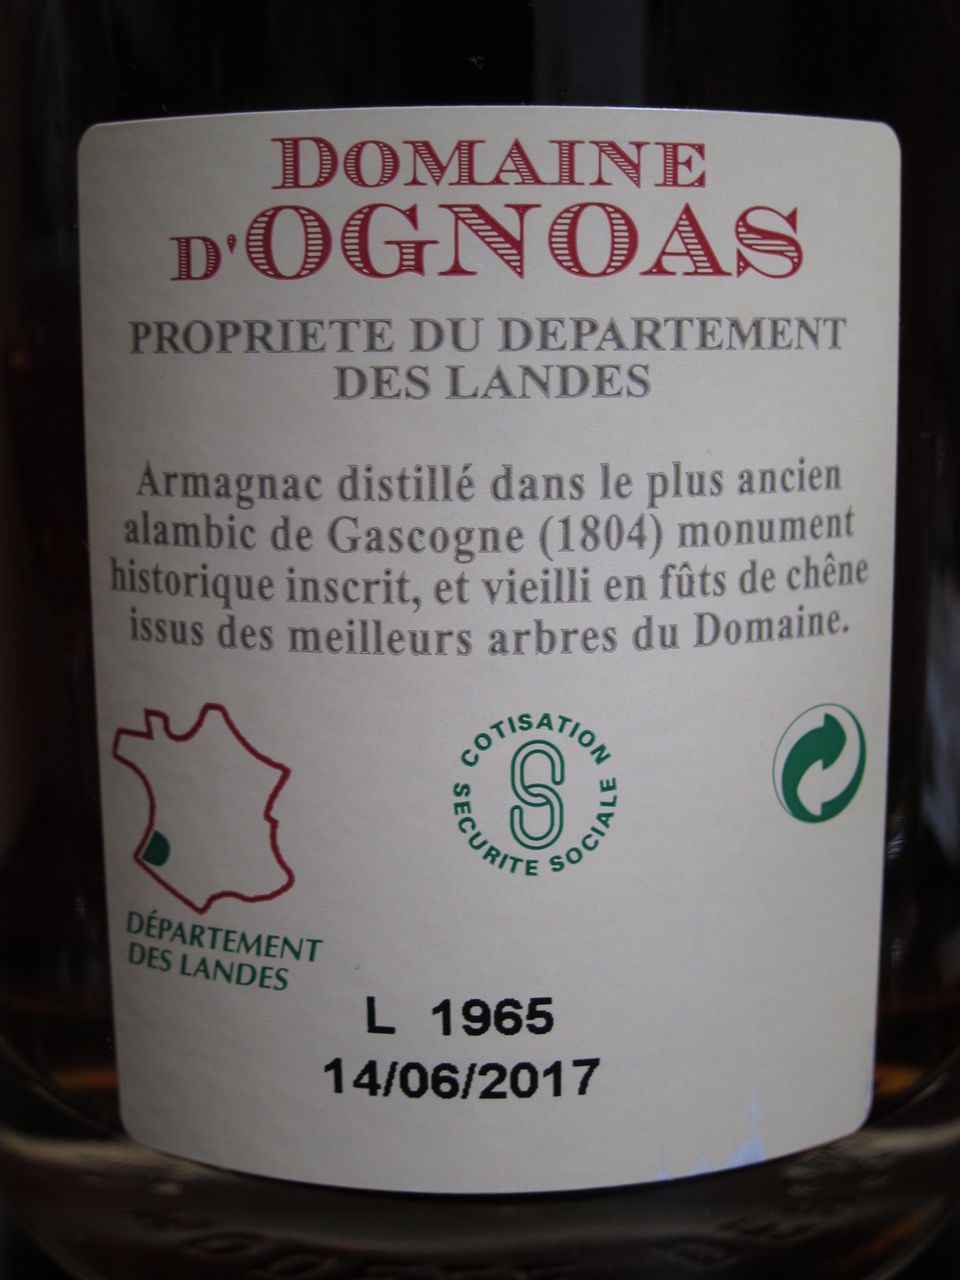 DOMAINE
D'OGNOAS
PROPRIETE DU DEPARTEMENT
DES LANDES
Armagnac distillé dans le plus ancien
alambic de Gascogne (1804) monument
historique inscrit, et vieilli en fûts de chêne
issus des meilleurs arbres du Domaine.
COTISATION
SECURITE SOCIALE
DÉPARTEMENT
DES LANDES
L 1965
14/06/2017